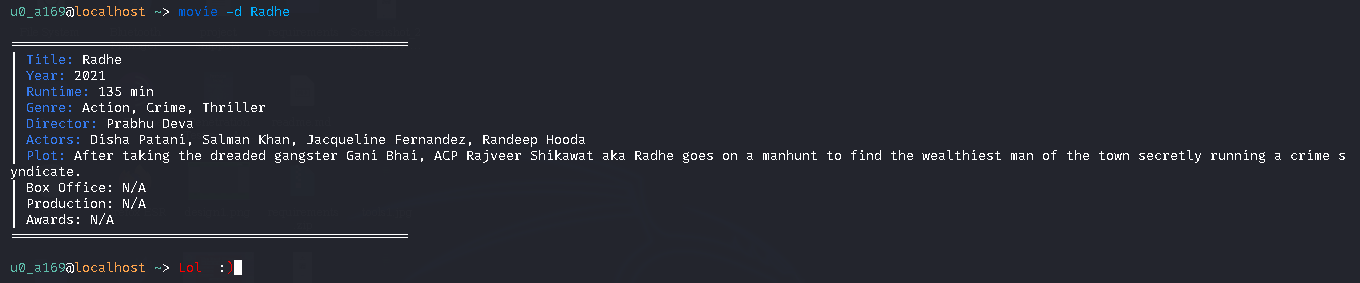 u0_a169@localhost ~> movie -d Radhe
Title: Radhe
Year: 2021
Runtime: 135 min
Genre: Action, Crime, Thriller
Director: Prabhu Deva
Actors: Disha Patani, Salman Khan, Jacqueline Fernandez, Randeep Hooda
Plot: After taking the dreaded gangster Gani Bhai, ACP Rajveer Shikawat aka Radhe goes on a manhunt to find the wealthiest man of the town secretly running a crime s
yndicate.
Box Office: N/A
Production: N/A
Awards: N/A
u0_a169@localhost ~> Lol  :)